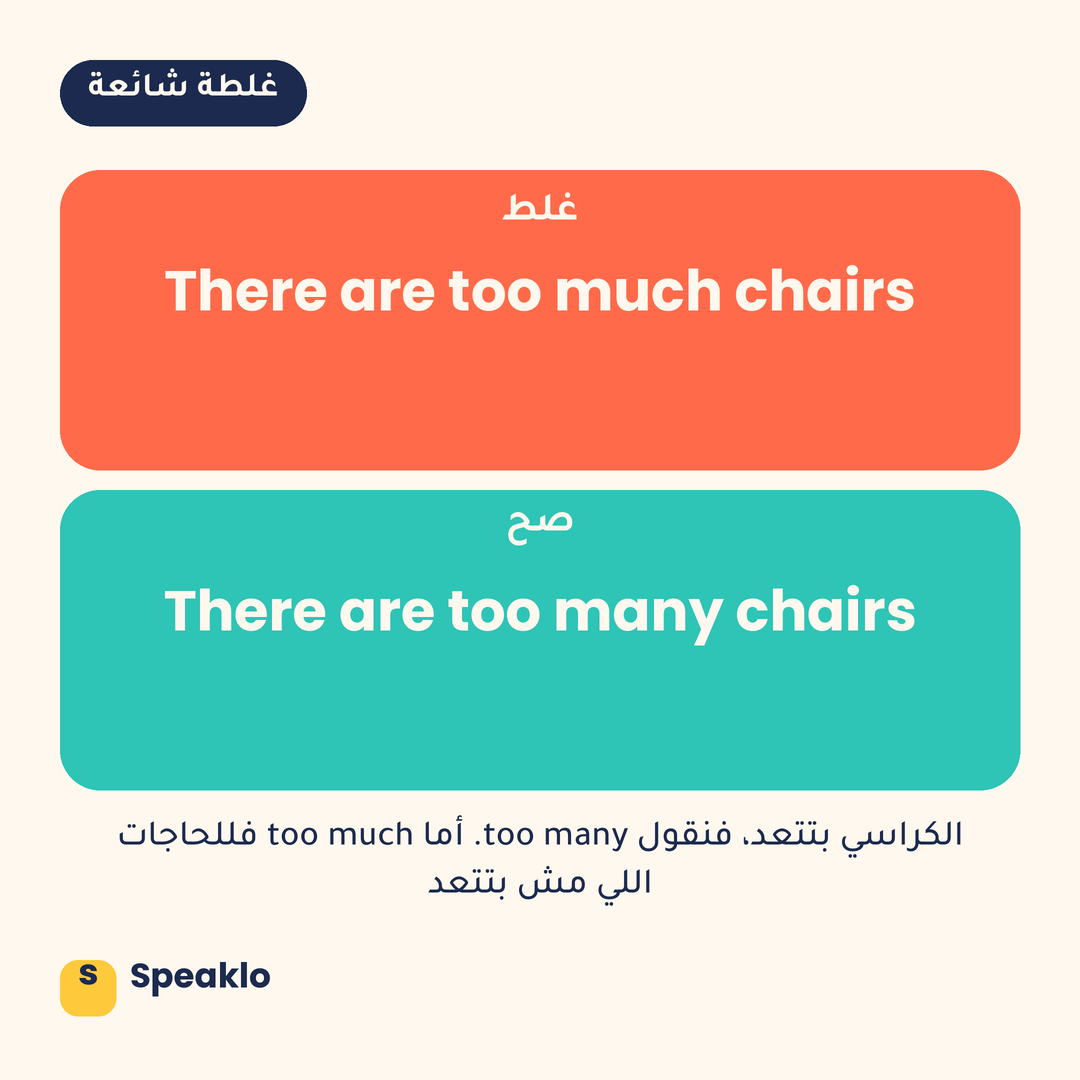 غلطة شائعة
غلط
There are too much chairs
صح
There are too many chairs
الكراسي بتتعد، فنقول too many. أما too much فللحاجات
اللي مش بتتعد
s Speaklo